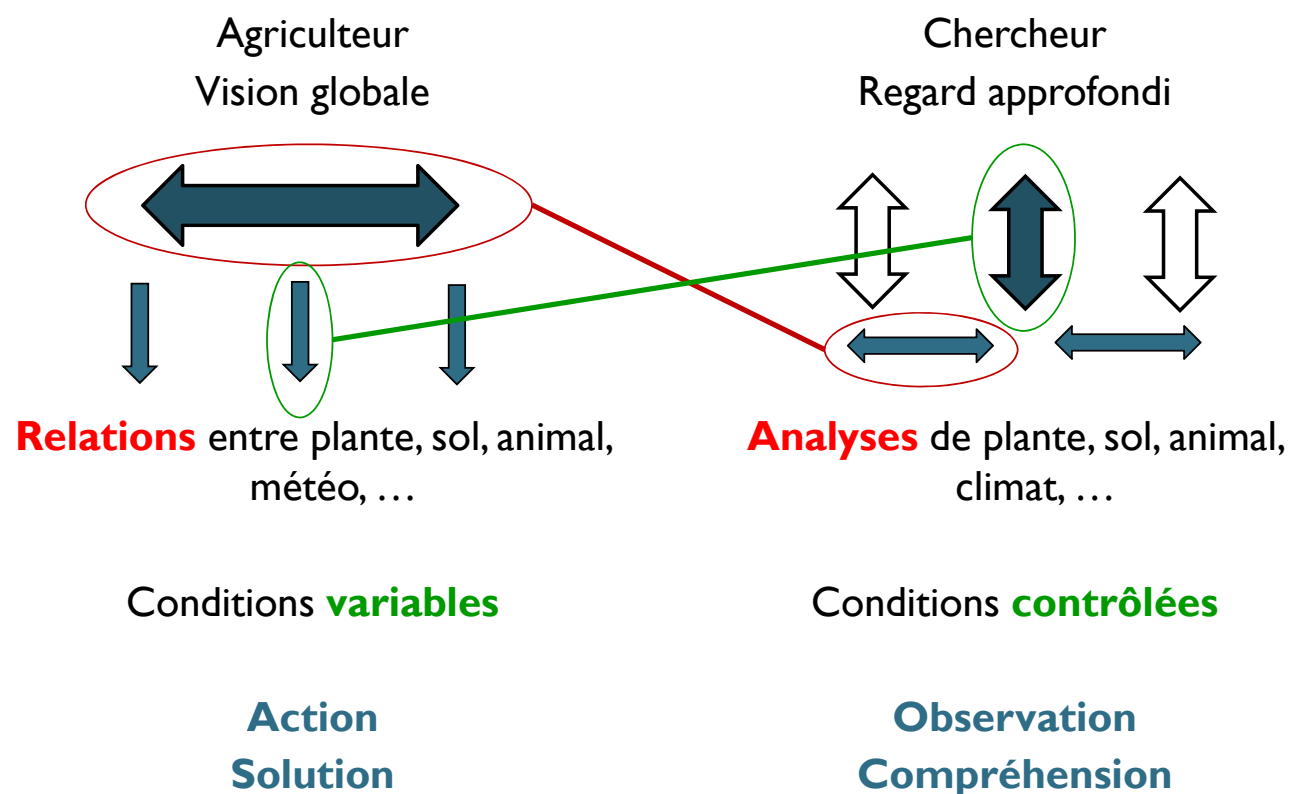 Agriculteur
Vision globale
Relations entre plante, sol, animal,
météo, …
Conditions variables
Action
Solution
Chercheur
Regard approfondi
Analyses de plante, sol, animal,
climat, …
Conditions contrôlées
Observation
Compréhension